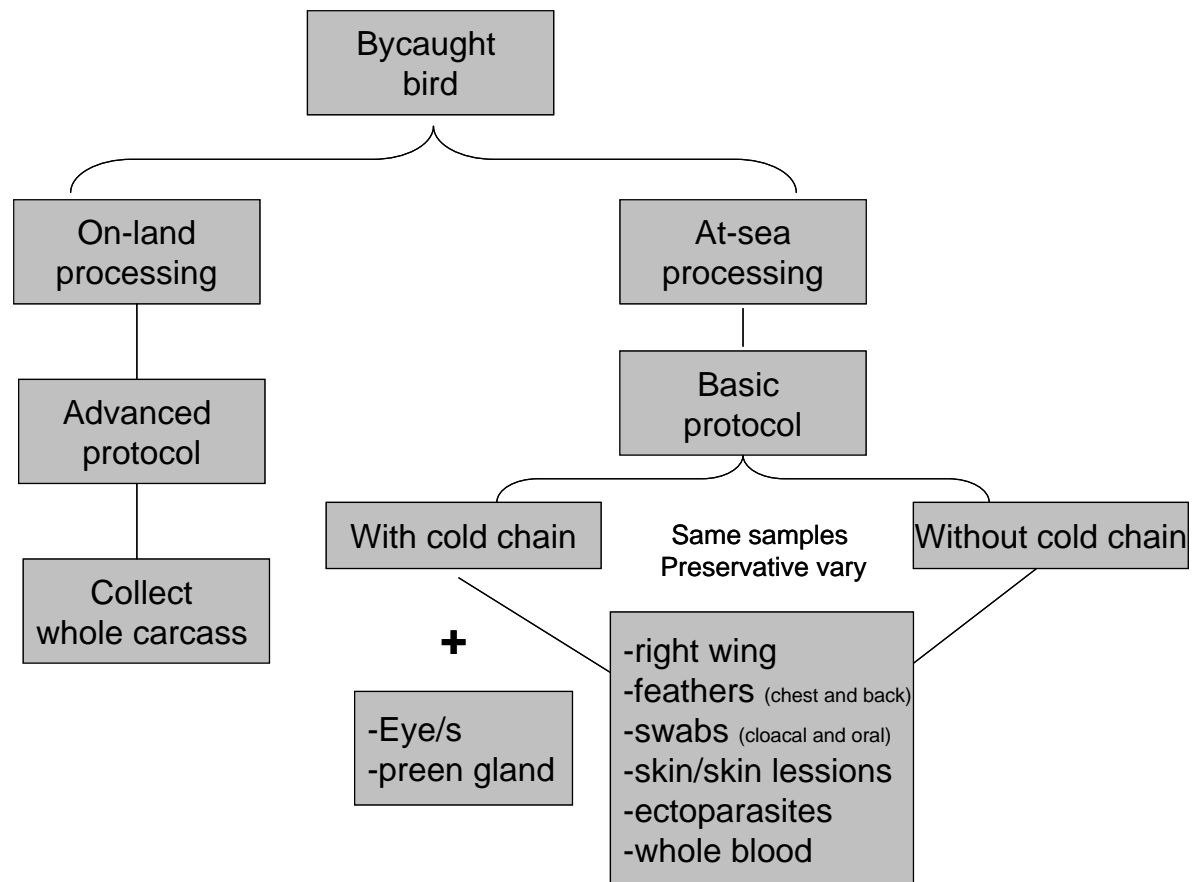 Bycaught
bird
On-land
processing
At-sea
processing
Advanced
protocol
Basic
protocol
With cold chain
Same samples
Preservative vary
Without cold chain
Collect
whole carcass
+
-Eye/s
-preen gland
-right wing
-feathers (chest and back)
-swabs (cloacal and oral)
-skin/skin lessions
-ectoparasites
-whole blood